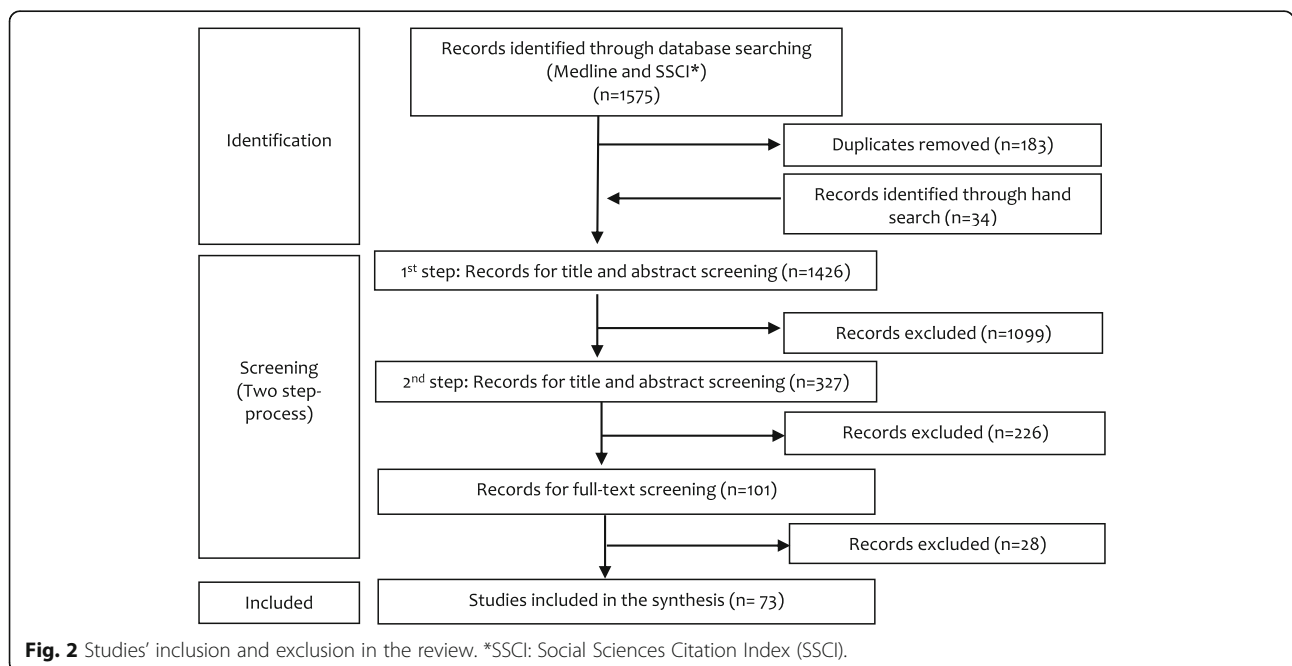 Identification
Records identified through database searching
(Medline and SSCI*)
(n=1575)
Duplicates removed (n=183)
Records identified through hand
search (n=34)
Screening
(Two step-
process)
1st step: Records for title and abstract screening (n=1426)
Records excluded (n=1099)
2nd step: Records for title and abstract screening (n=327)
Records excluded (n=226)
Records for full-text screening (n=101)
Records excluded (n=28)
Included
Studies included in the synthesis (n= 73)
Fig. 2 Studies’ inclusion and exclusion in the review. *SSCI: Social Sciences Citation Index (SSCI).